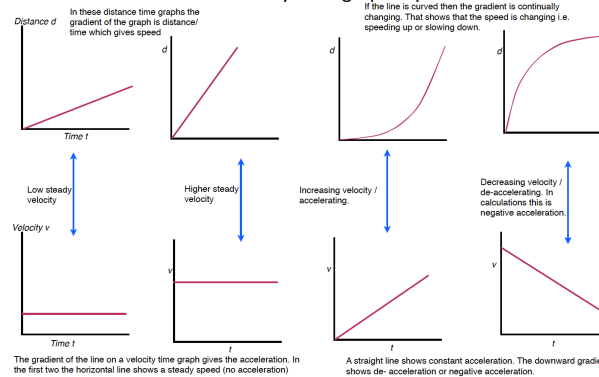 If the line is curved then the gradient is continually
changing. That shows that the speed is changing i.e.
speeding up or slowing down.
In these distance time graphs the
gradient of the graph is distance/
time which gives speed
Distance d
d
d
d
Time t
Low steady
velocity
Higher steady
velocity
Increasing velocity /
accelerating.
Decreasing velocity /
de-accelerating. In
calculations this is
negative acceleration.
Velocity v
v
v
v
Time t
t
t
t
The gradient of the line on a velocity time graph gives the acceleration. In
the first two the horizontal line shows a steady speed (no acceleration)
A straight line shows constant acceleration. The downward
shows de- acceleration or negative acceleration.